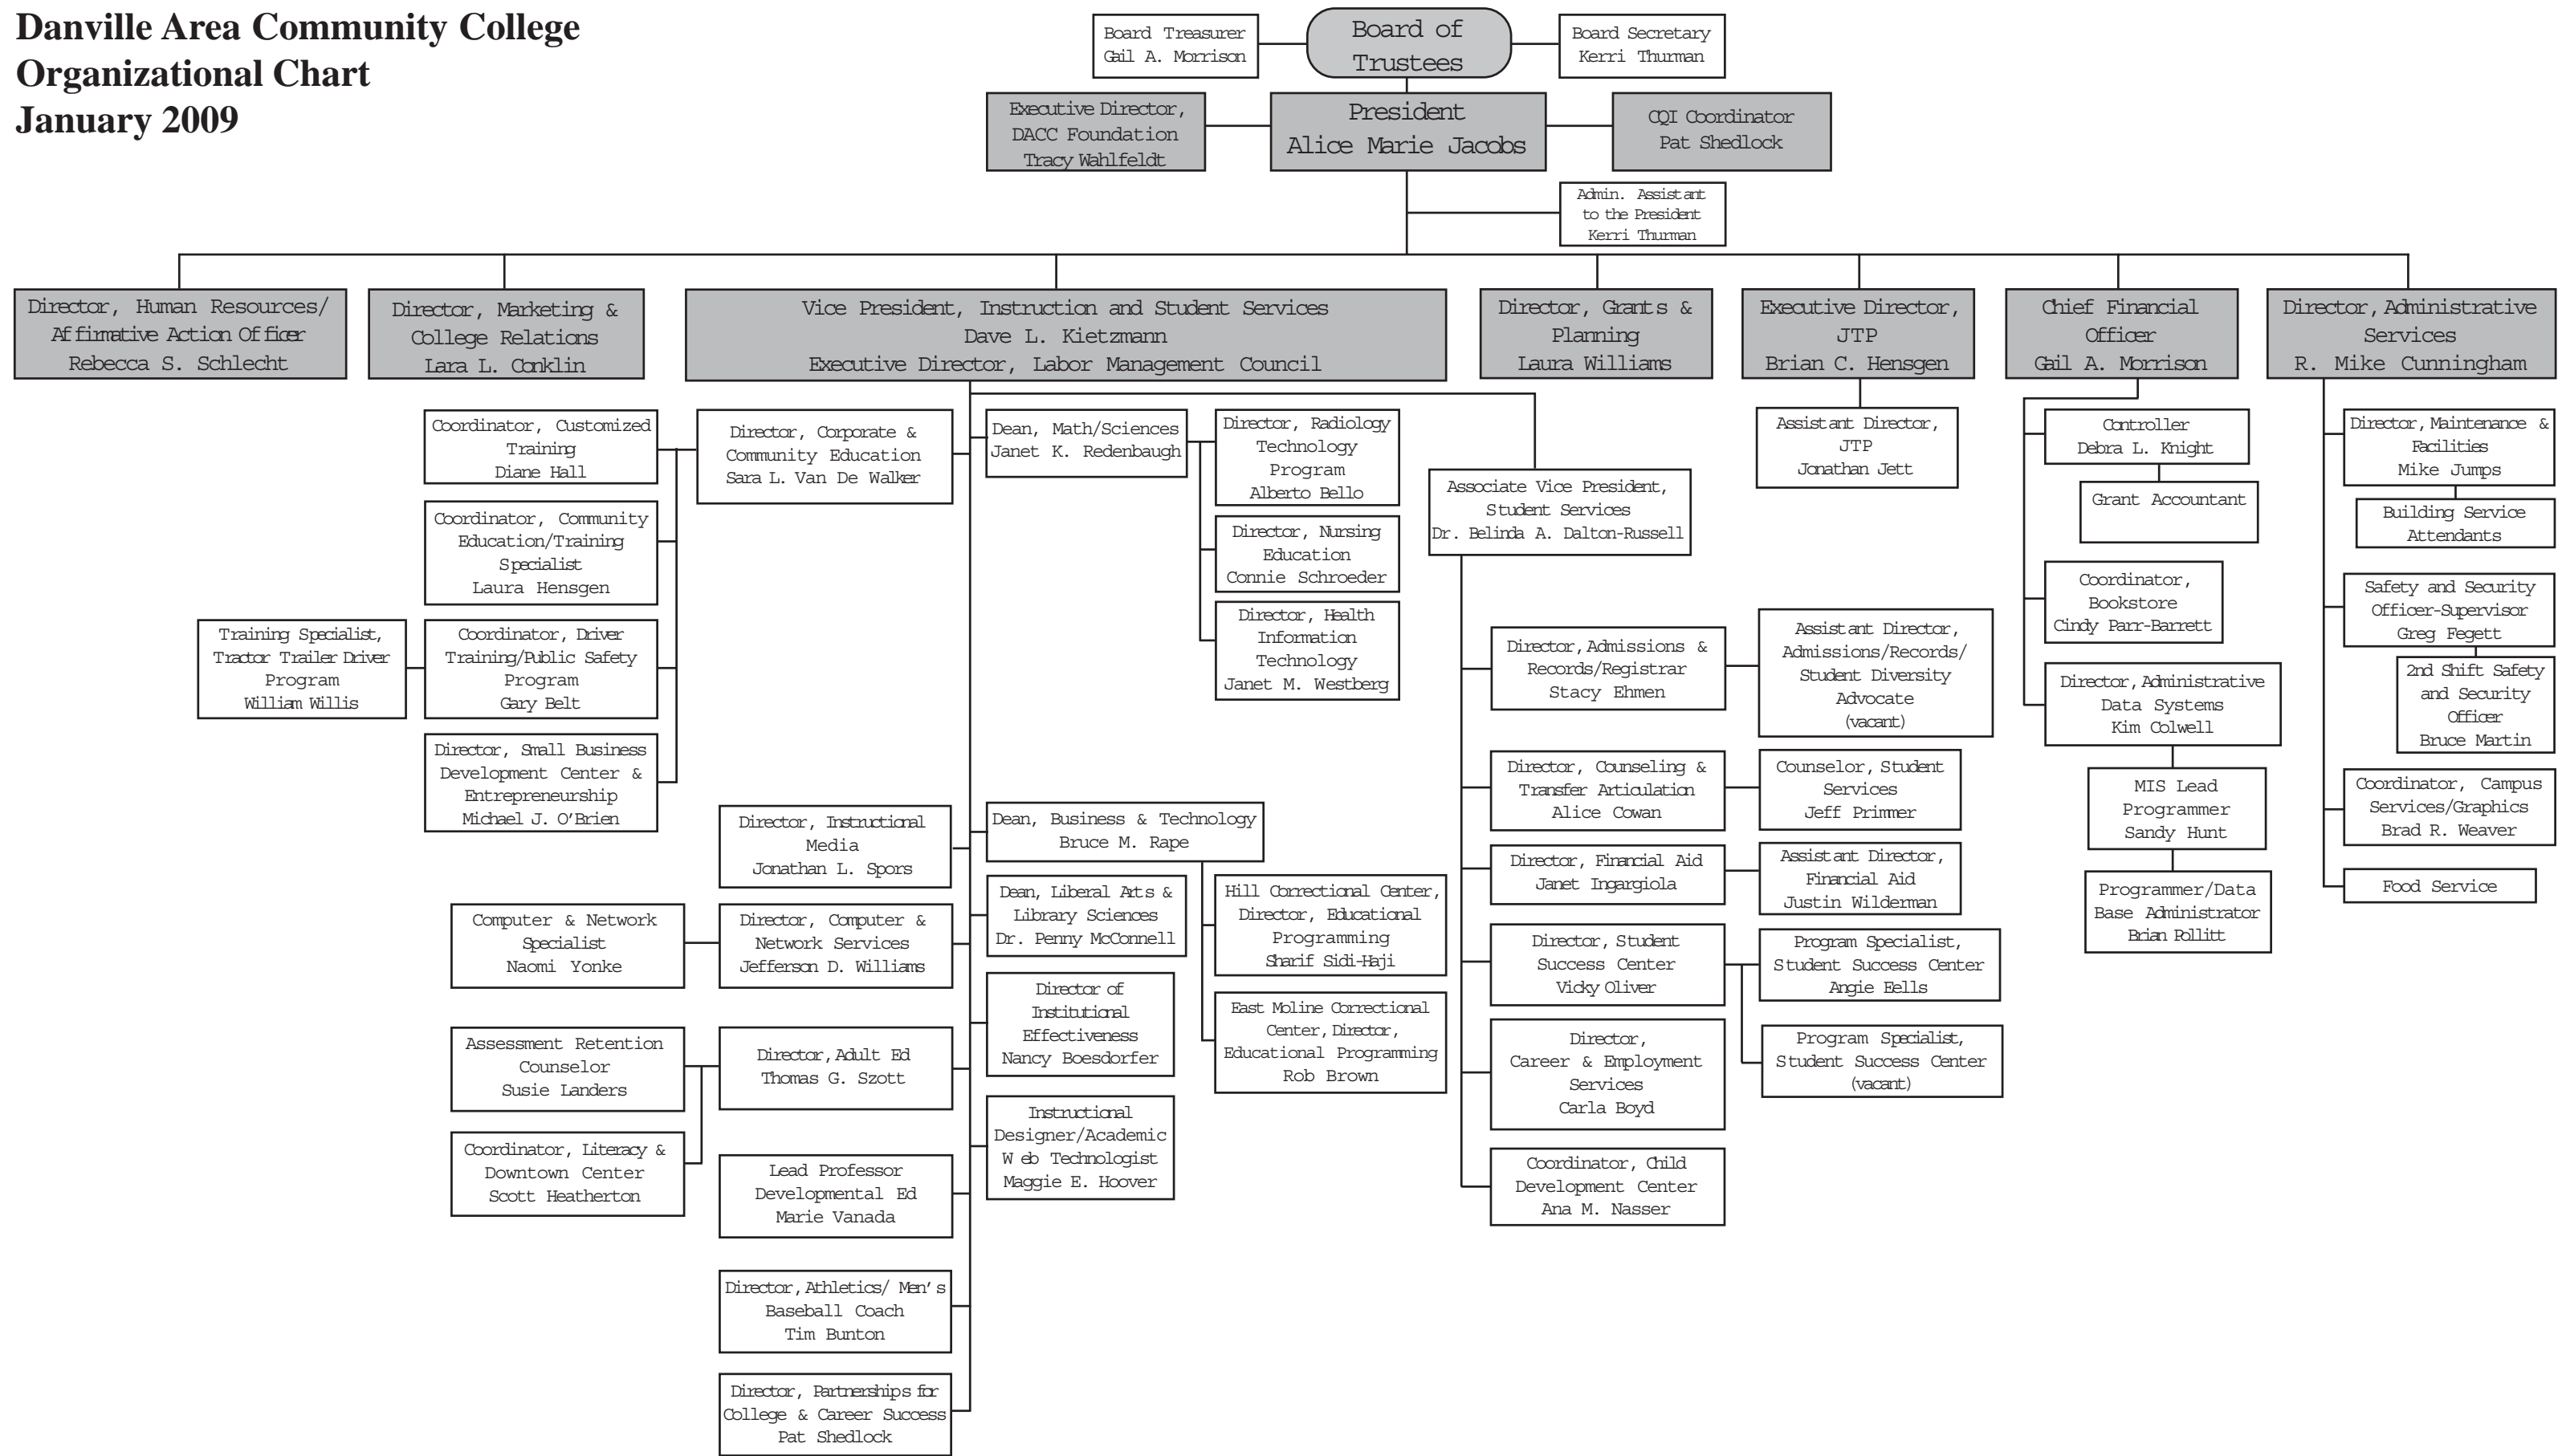 Danville Area Community College
Organizational Chart
January 2009
Board Treasurer
Gail A. Morrison
Board of
Trustees
Board Secretary
Kerri Thurman
Executive Director,
DACC Foundation
Tracy Wahlfeldt
President
Alice Marie Jacobs
CQI Coordinator
Pat Shedlock
Admin. Assistant
to the President
Kerri Thurman
Director, Human Resources/
Affirmative Action Officer
Rebecca S. Schlecht
Director, Marketing &
College Relations
Lara L. Conklin
Vice President, Instruction and Student Services
Dave L. Kietzmann
Executive Director, Labor Management Council
Director, Grants &
Planning
Laura Williams
Executive Director,
JTP
Brian C. Hensgen
Chief Financial
Officer
Gail A. Morrison
Director, Administrative
Services
R. Mike Cunningham
Coordinator, Customized
Training
Diane Hall
Coordinator, Community
Education/Training
Specialist
Laura Hensgen
Training Specialist,
Tractor Trailer Driver
Program
William Willis
Coordinator, Driver
Training/Public Safety
Program
Gary Belt
Director, Small Business
Development Center &
Entrepreneurship
Michael J. O'Brien
Director, Corporate &
Community Education
Sara L. Van De Walker
Director, Instructional
Media
Jonathan L. Spors
Computer & Network
Specialist
Naomi Yonke
Director, Computer &
Network Services
Jefferson D. Williams
Assessment Retention
Counselor
Susie Landers
Director, Adult Ed
Thomas G. Szott
Coordinator, Literacy &
Downtown Center
Scott Heatherton
Lead Professor
Developmental Ed
Marie Vanada
Director, Athletics/ Men's
Baseball Coach
Tim Bunton
Director, Partnerships for
College & Career Success
Pat Shedlock
Dean, Math/Sciences
Janet K. Redenbaugh
Director, Radiology
Technology
Program
Alberto Bello
Director, Nursing
Education
Connie Schroeder
Director, Health
Information
Technology
Janet M. Westberg
Dean, Business & Technology
Bruce M. Rape
Dean, Liberal Arts &
Library Sciences
Dr. Penny McConnell
Hill Correctional Center,
Director, Educational
Programming
Sharif Sidi-Haji
Director of
Institutional
Effectiveness
Nancy Boesdorfer
East Moline Correctional
Center, Director,
Educational Programming
Rob Brown
Instructional
Designer/Academic
Web Technologist
Maggie E. Hoover
Associate Vice President,
Student Services
Dr. Belinda A. Dalton-Russell
Director, Admissions &
Records/Registrar
Stacy Ehmen
Assistant Director,
Admissions/Records/
Student Diversity
Advocate
(vacant)
Director, Counseling &
Transfer Articulation
Alice Cowan
Counselor, Student
Services
Jeff Primmer
Director, Financial Aid
Janet Ingargiola
Assistant Director,
Financial Aid
Justin Wilderman
Director, Student
Success Center
Vicky Oliver
Program Specialist,
Student Success Center
Angie Eells
Program Specialist,
Student Success Center
(vacant)
Director,
Career & Employment
Services
Carla Boyd
Coordinator, Child
Development Center
Ana M. Nasser
Assistant Director,
JTP
Jonathan Jett
Controller
Debra L. Knight
Grant Accountant
Coordinator,
Bookstore
Cindy Parr-Barrett
Director, Administrative
Data Systems
Kim Colwell
MIS Lead
Programmer
Sandy Hunt
Programmer/Data
Base Administrator
Brian Pollitt
Director, Maintenance &
Facilities
Mike Jumps
Building Service
Attendants
Safety and Security
Officer-Supervisor
Greg Fegett
2nd Shift Safety
and Security
Officer
Bruce Martin
Coordinator, Campus
Services/Graphics
Brad R. Weaver
Food Service